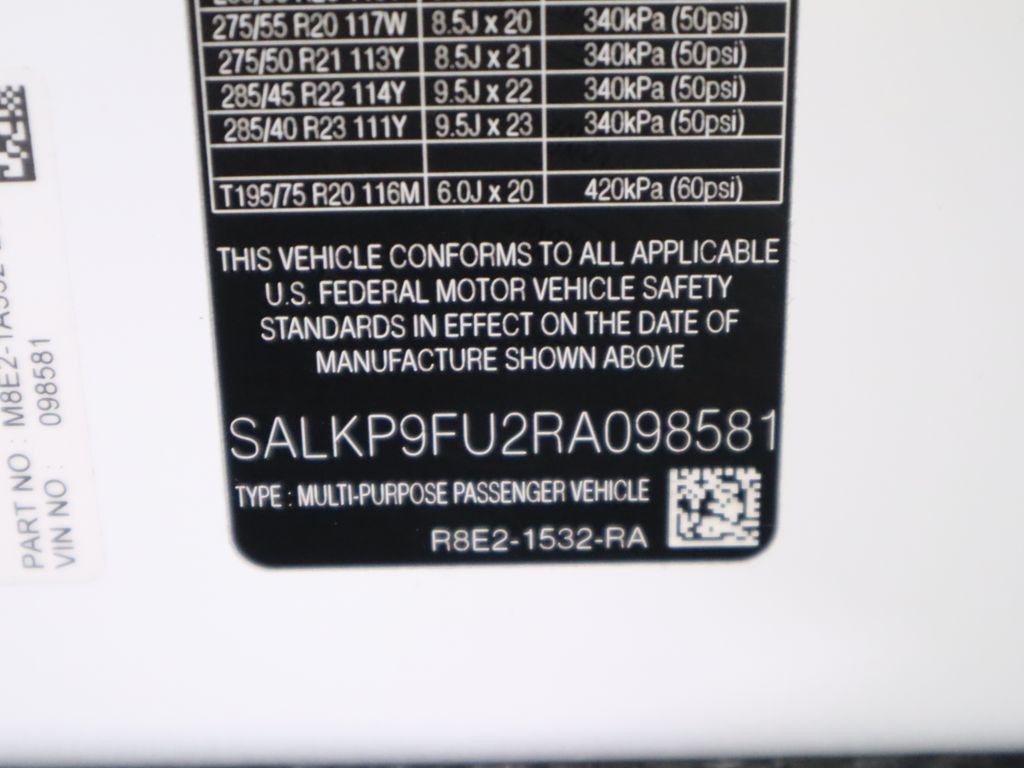 275/55 R20 117W 8.5J x 20 340kPa (50psi)
275/50 R21 113Y 8.5J x 21 340kPa (50psi)
285/45 R22 114Y 9.5J x 22 340kPa (50psi)
285/40 R23 111Y 9.5J x 23 340kPa (50psi)
T195/75 R20 116M 6.0J x 20 420kPa (60psi)
THIS VEHICLE CONFORMS TO ALL APPLICABLE
U.S. FEDERAL MOTOR VEHICLE SAFETY
STANDARDS IN EFFECT ON THE DATE OF
MANUFACTURE SHOWN ABOVE
SALKP9FU2RA098581
TYPE : MULTI-PURPOSE PASSENGER VEHICLE
R8E2-1532-RA
PART NO :
VIN NO : 098581